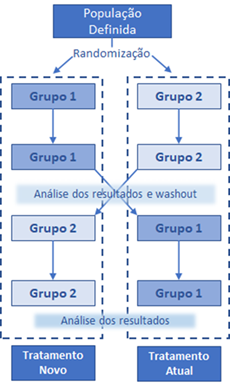 População
Definida
Randomização
Grupo 1
Grupo 2
Grupo 1
Grupo 2
Análise dos resultados e washout
Grupo 2
Grupo 1
Grupo 2
Grupo 1
Análise dos resultados
Tratamento
Novo
Tratamento
Atual